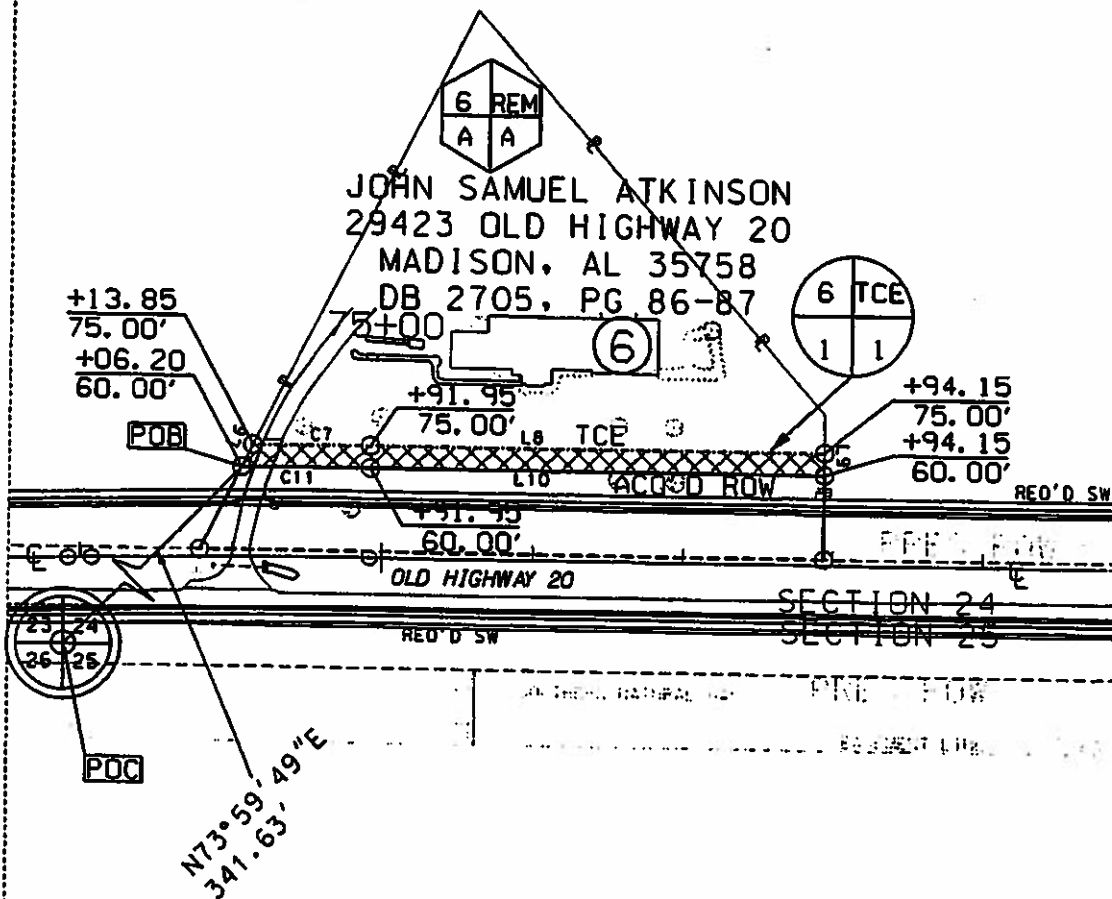 6 REM
A A
JOHN SAMUEL ATKINSON
29423 OLD HIGHWAY 20
MADISON, AL 35758
DB 2705, PG 86-87
75+00
6
6 TCE
1 1
+13.85
75.00'
+06.20
60.00'
+91.95
75.00'
+94.15
75.00'
+94.15
60.00'
POB
C7
L8
TCE
C11
L10
ACQ'D ROW
REQ'D SW
+91.95
60.00'
OLD HIGHWAY 20
SECTION 24
SECTION 25
23 24
26 25
REQ'D SW
POC
N73°59'49"E
341.63'